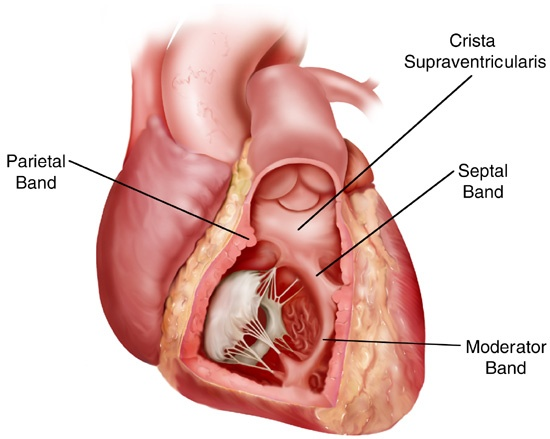 Crista
Supraventricularis
Parietal
Band
Septal
Band
Moderator
Band